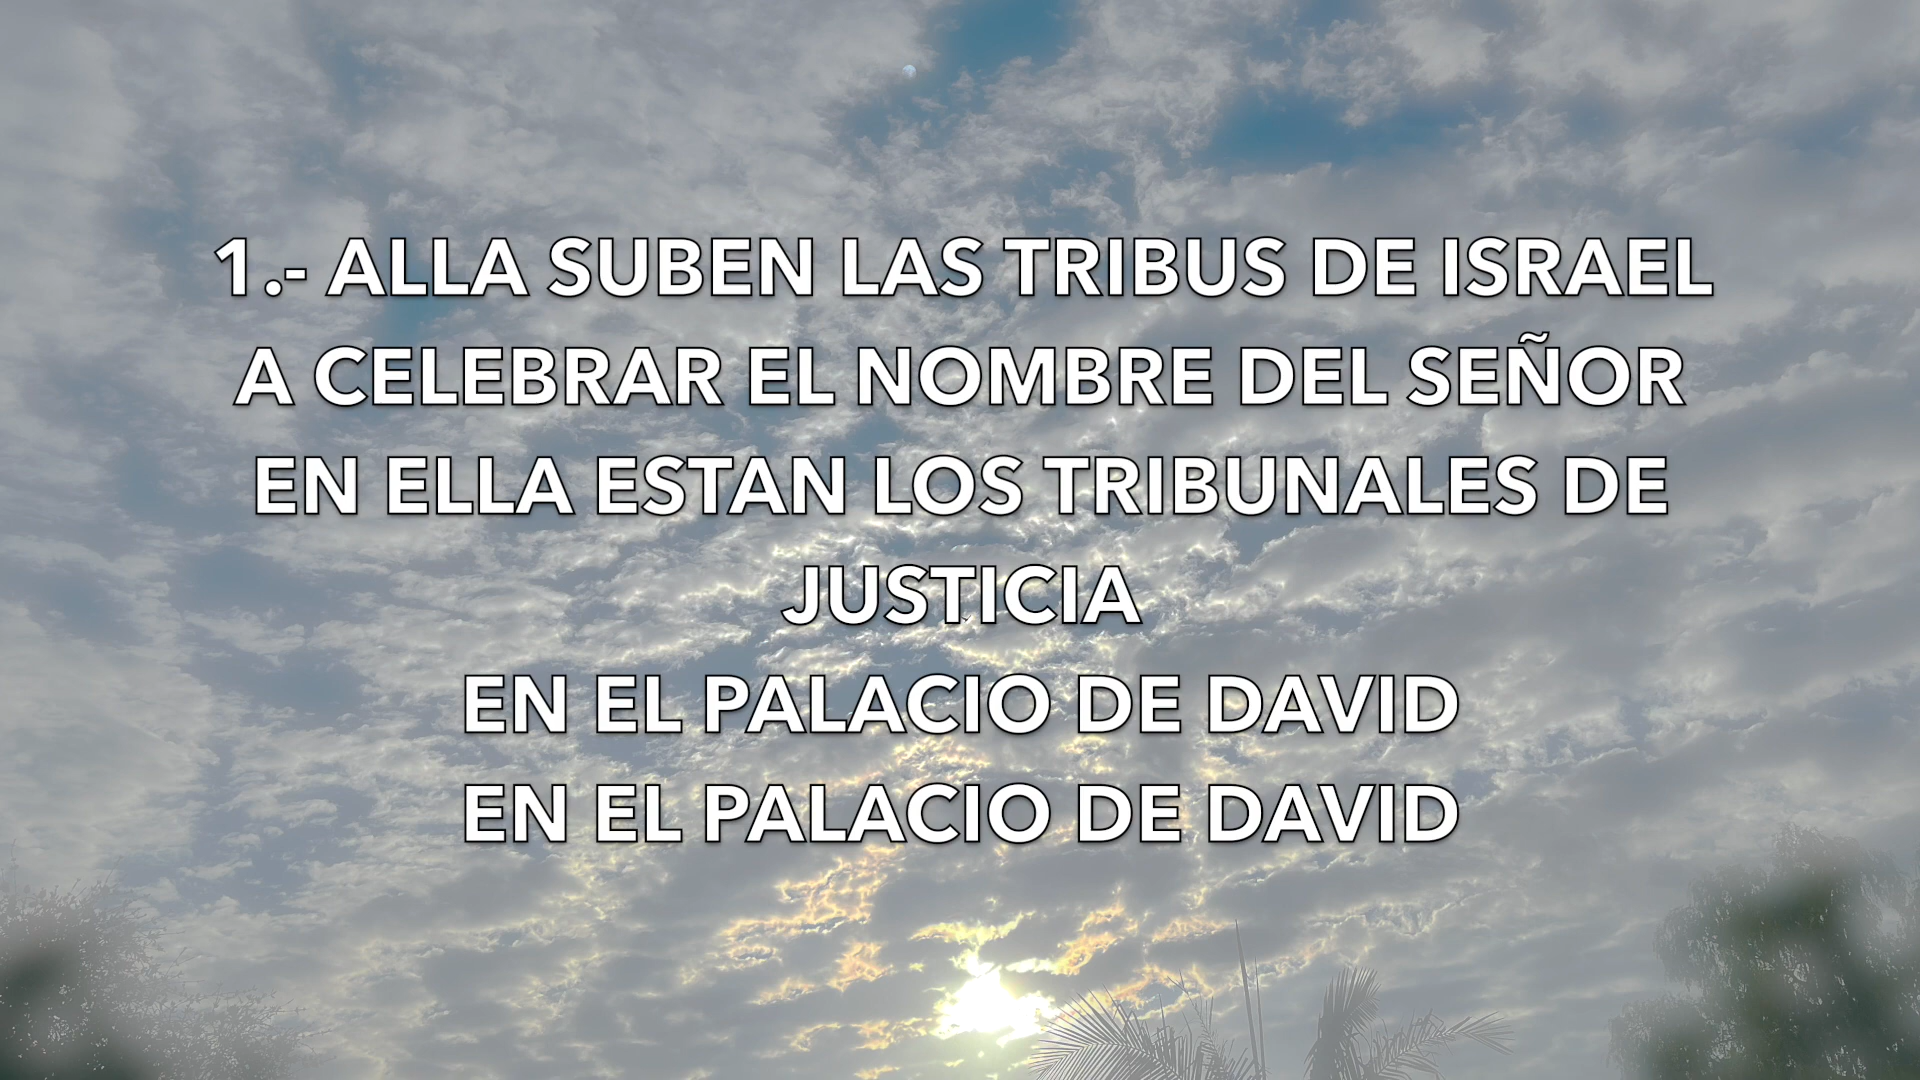 1.- ALLA SUBEN LAS TRIBUS DE ISRAEL
A CELEBRAR EL NOMBRE DEL SEÑOR
EN ELLA ESTAN LOS TRIBUNALES DE
JUSTICIA
EN EL PALACIO DE DAVID
EN EL PALACIO DE DAVID